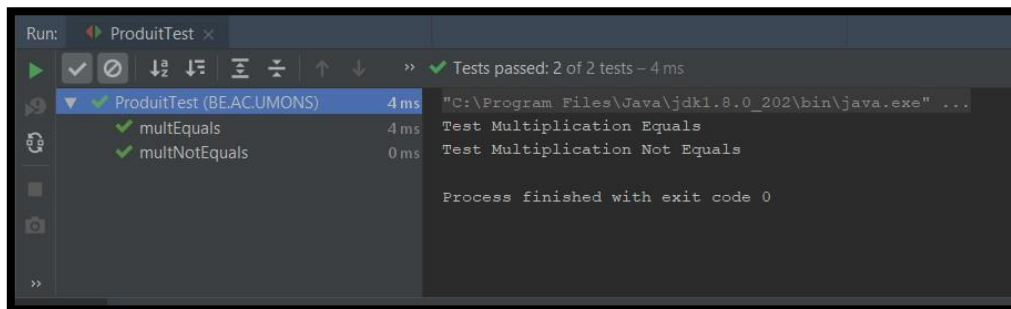 Run: ProduitTest ×
Tests passed: 2 of 2 tests – 4 ms
ProduitTest (BE.AC.UMONS) 4 ms
multEquals 4 ms
multNotEquals 0 ms
"C:\Program Files\Java\jdk1.8.0_202\bin\java.exe" ...
Test Multiplication Equals
Test Multiplication Not Equals
Process finished with exit code 0